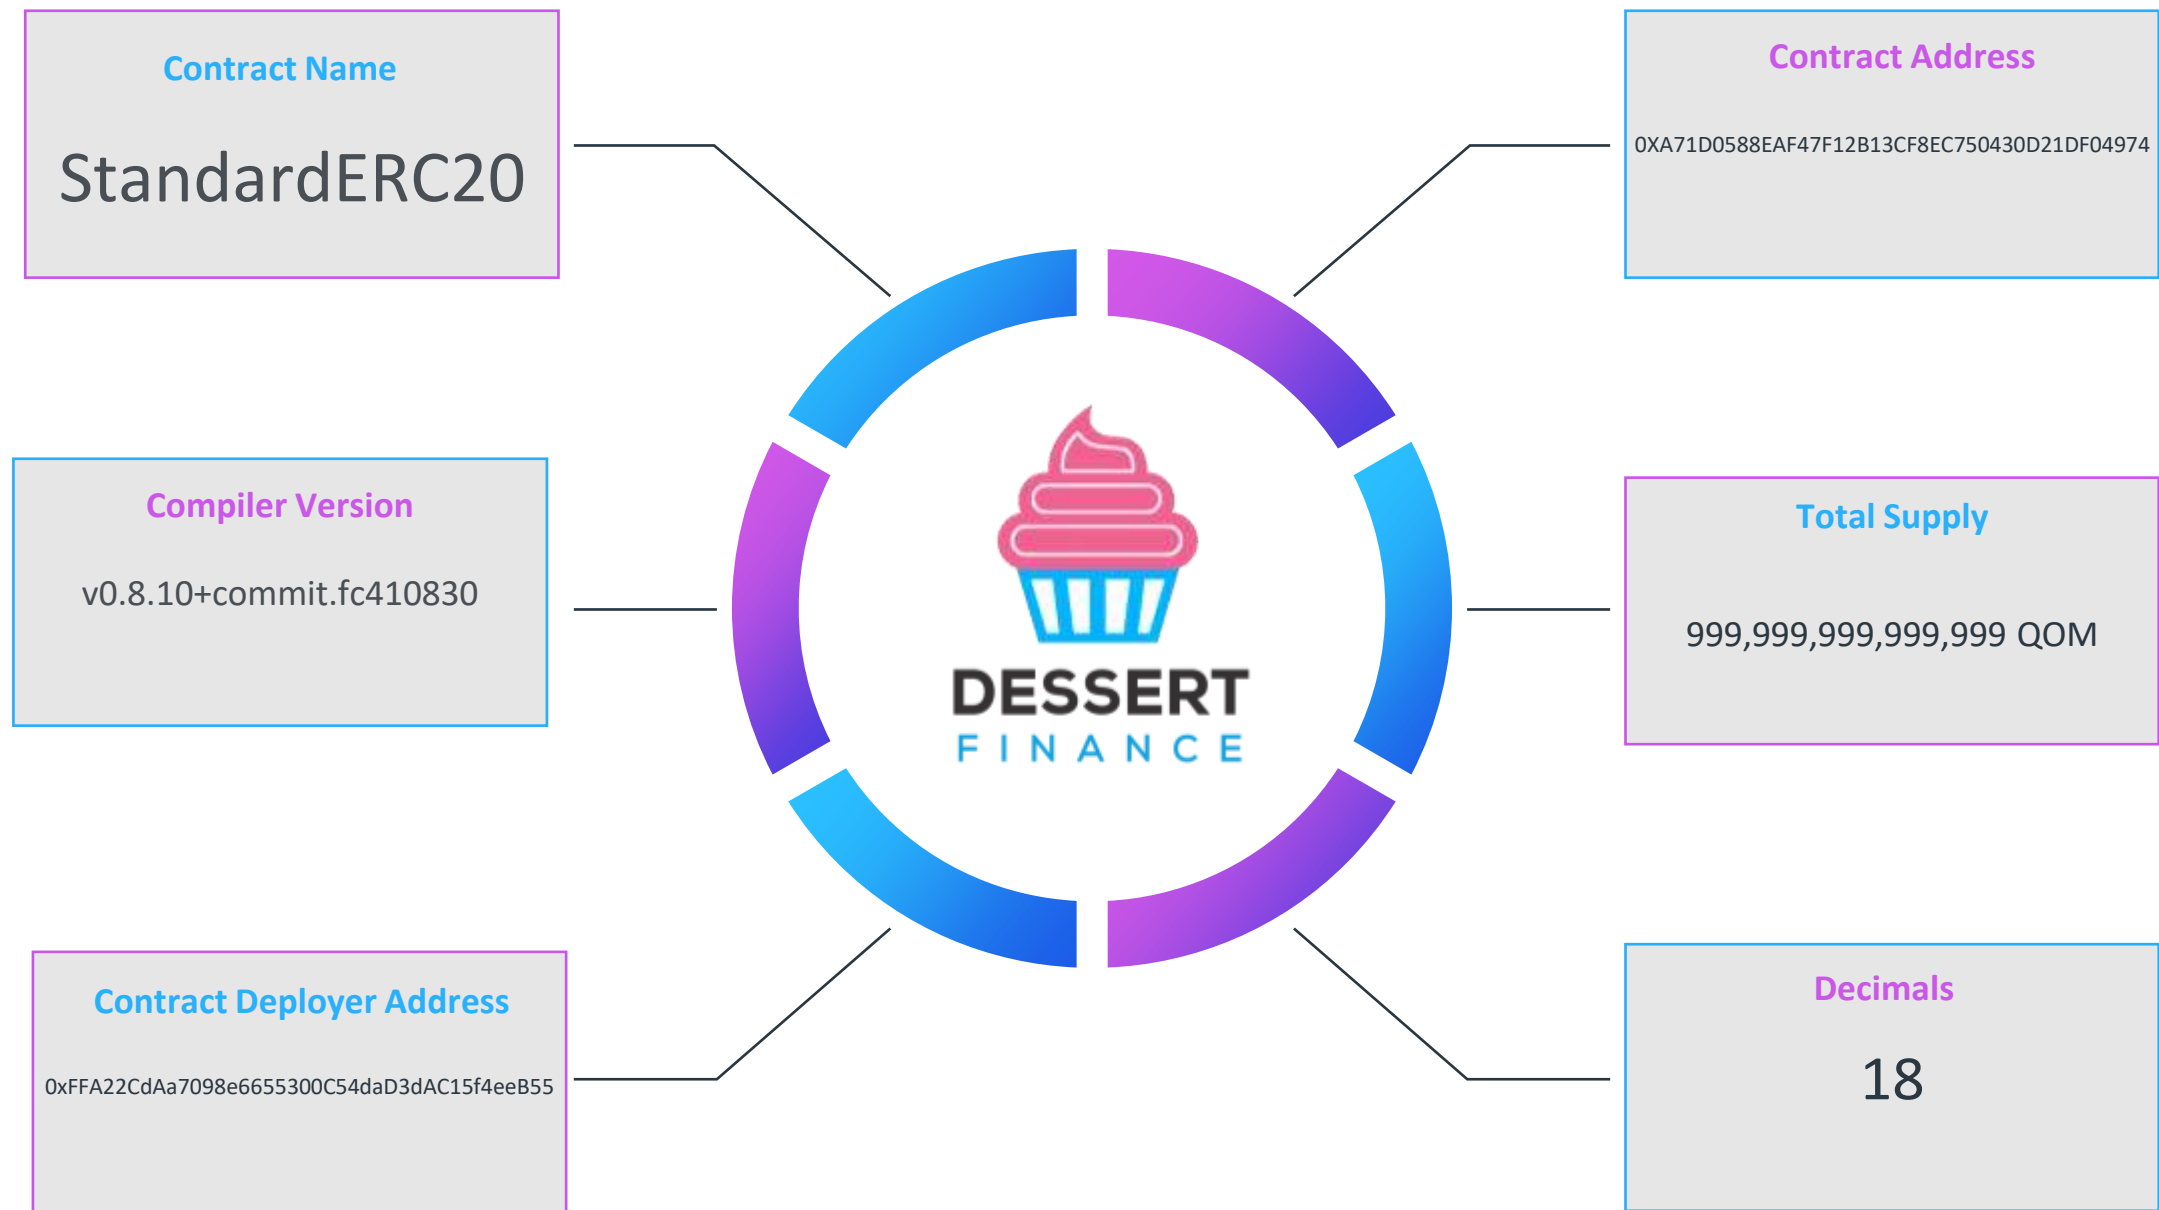 Contract Name
StandardERC20
Contract Address
0XA71D0588EAF47F12B13CF8EC750430D21DF04974
Compiler Version
v0.8.10+commit.fc410830
Total Supply
999,999,999,999,999 QOM
DESSERT
FINANCE
Contract Deployer Address
0xFFA22CdAa7098e6655300C54daD3dAC15f4eeB55
Decimals
18